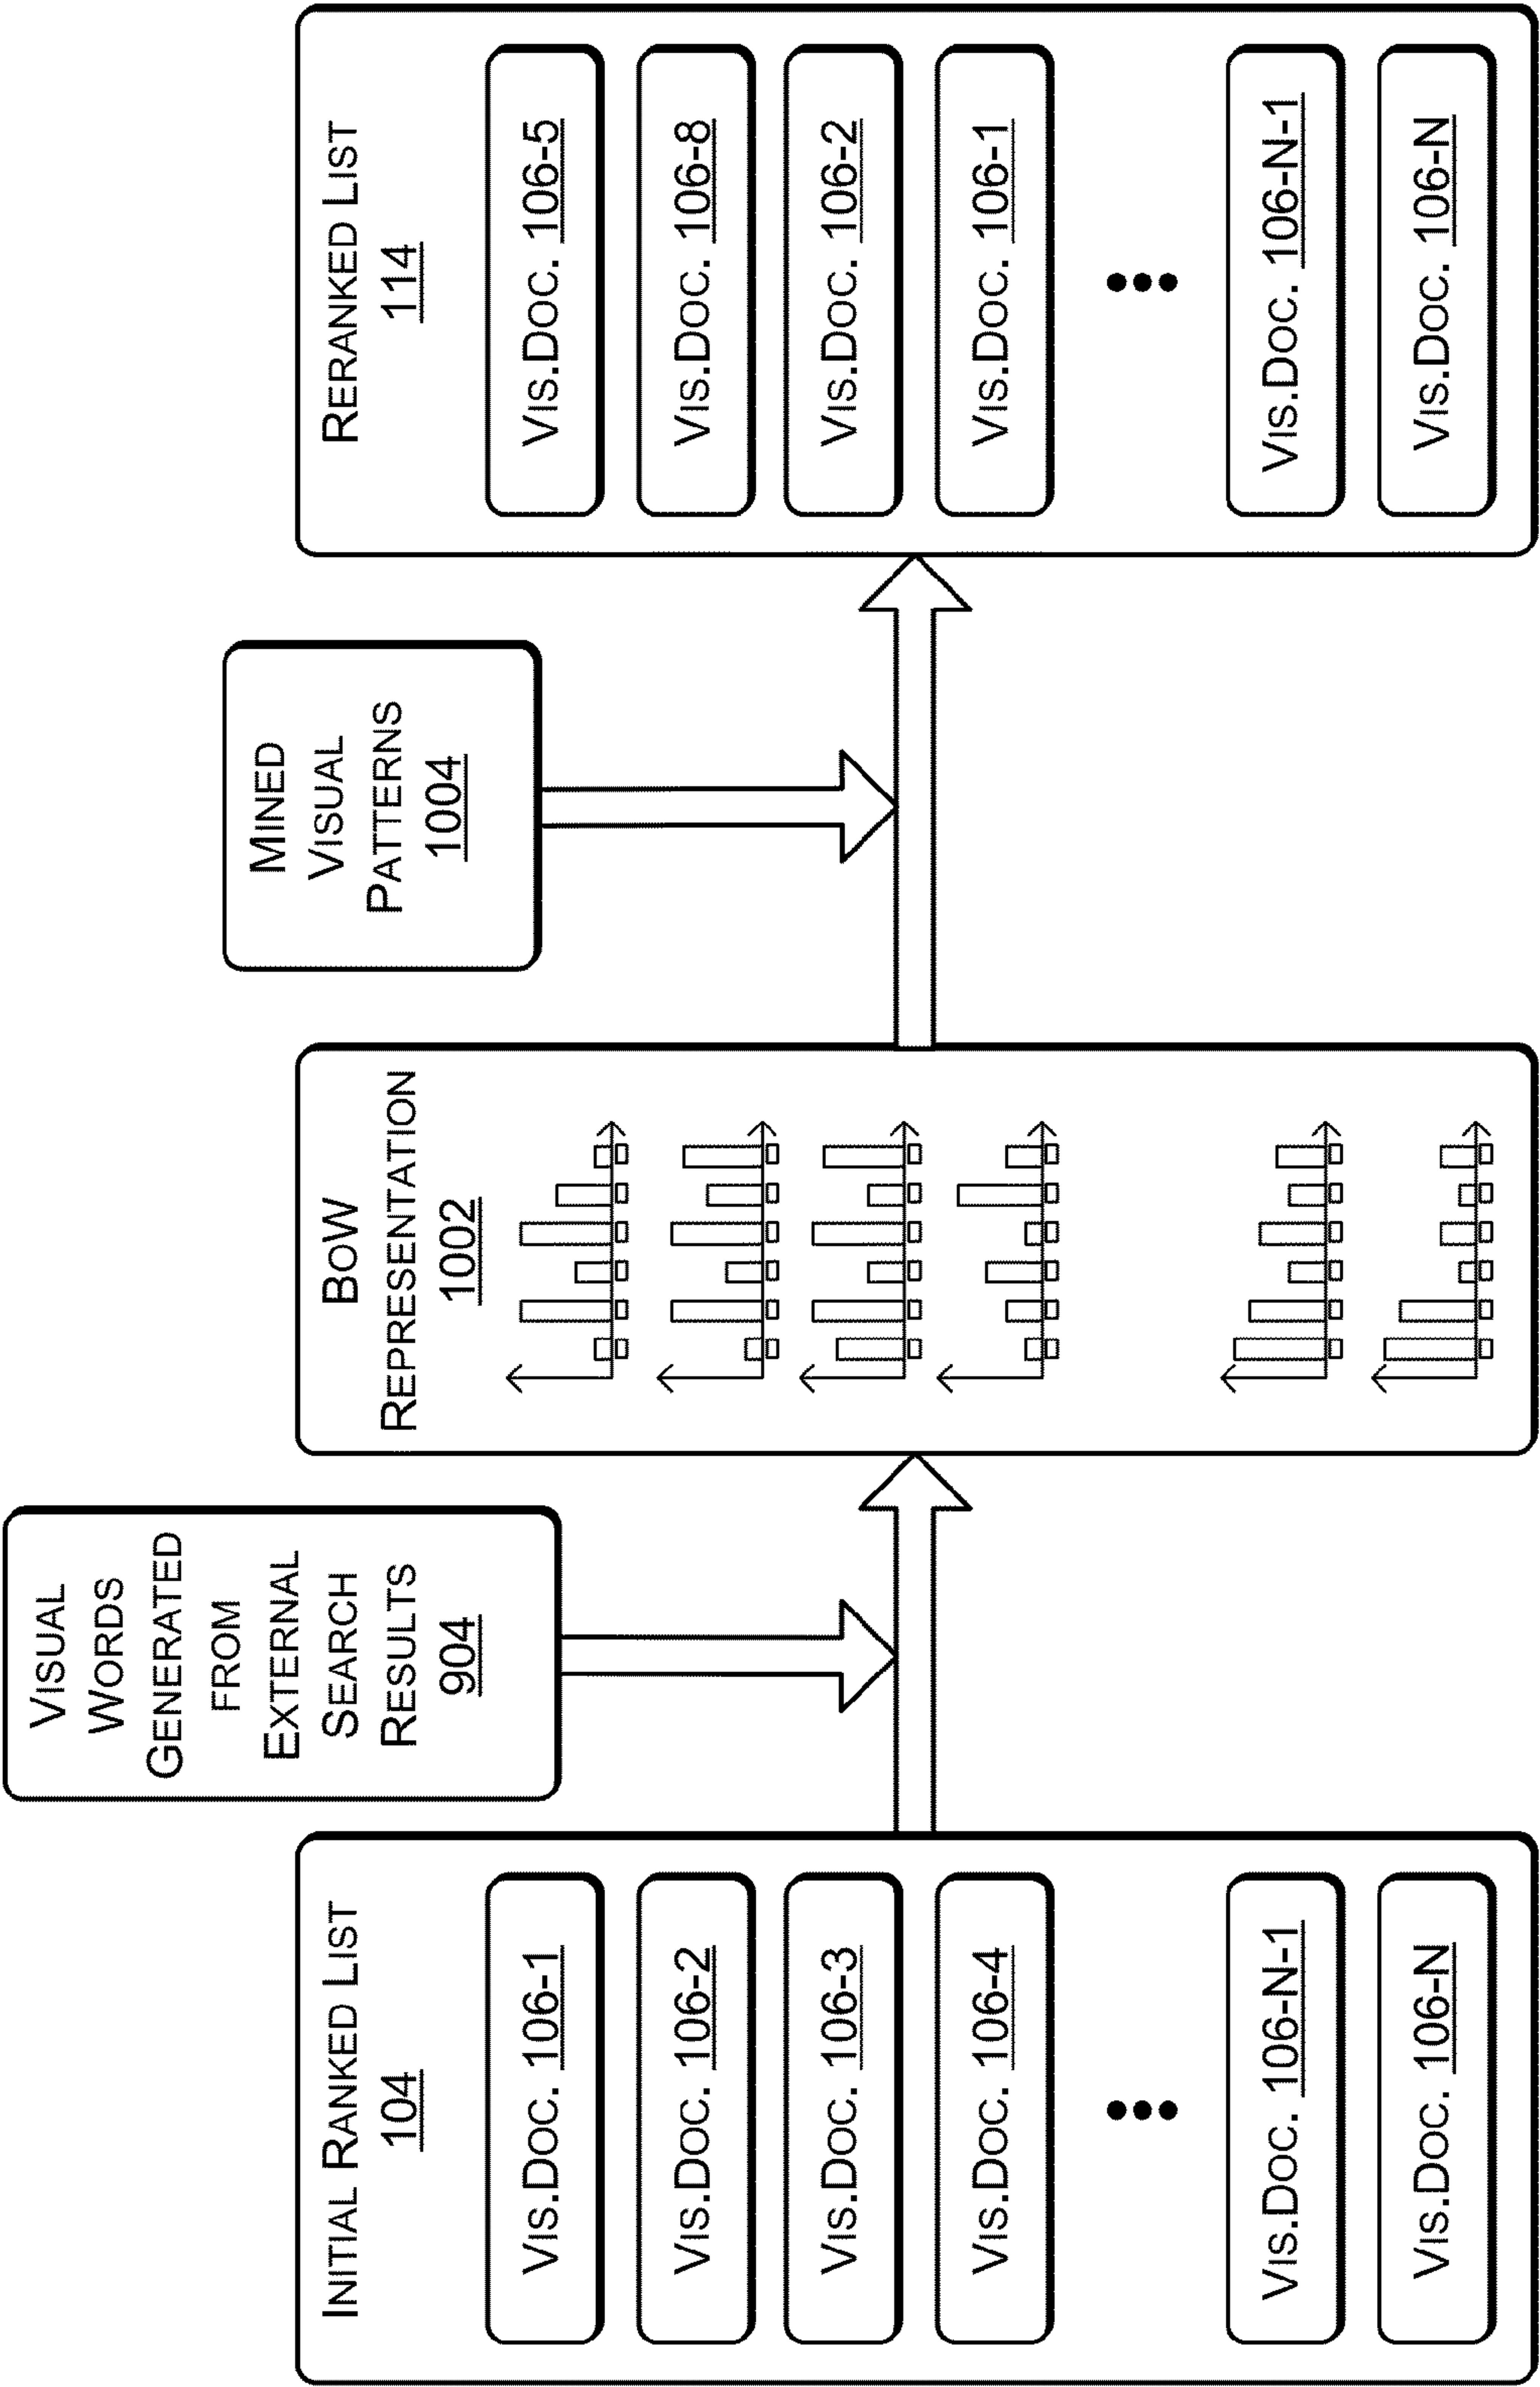 VISUAL
WORDS
GENERATED
FROM
EXTERNAL
SEARCH
RESULTS
904
MINED
VISUAL
PATTERNS
1004
INITIAL RANKED LIST
104
VIS.DOC. 106-1
VIS.DOC. 106-2
VIS.DOC. 106-3
VIS.DOC. 106-4
VIS.DOC. 106-N-1
VIS.DOC. 106-N
BOW
REPRESENTATION
1002
RERANKED LIST
114
VIS.DOC. 106-5
VIS.DOC. 106-8
VIS.DOC. 106-2
VIS.DOC. 106-1
VIS.DOC. 106-N-1
VIS.DOC. 106-N